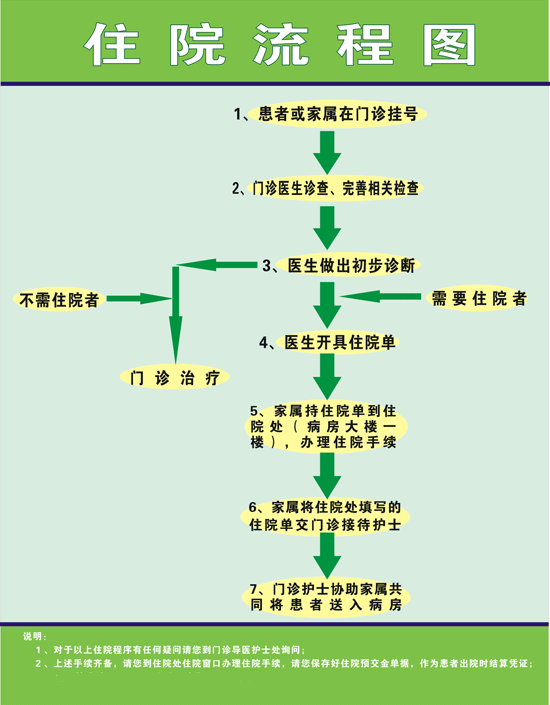 住院流程图
1、患者或家属在门诊挂号
2、门诊医生诊查、完善相关检查
3、医生做出初步诊断
不需住院者
需要住院者
4、医生开具住院单
门诊治疗
5、家属持住院单到住
院处（病房大楼一
楼），办理住院手续
6、家属将住院处填写的
住院单交门诊接待护士
7、门诊护士协助家属共
同将患者送入病房
说明：
1、对于以上住院程序有任何疑问请您到门诊导医护士处询问；
2、上述手续齐备，请您到住院处住院窗口办理住院手续，请您保存好住院预交金单据，作为患者出院时结算凭证；